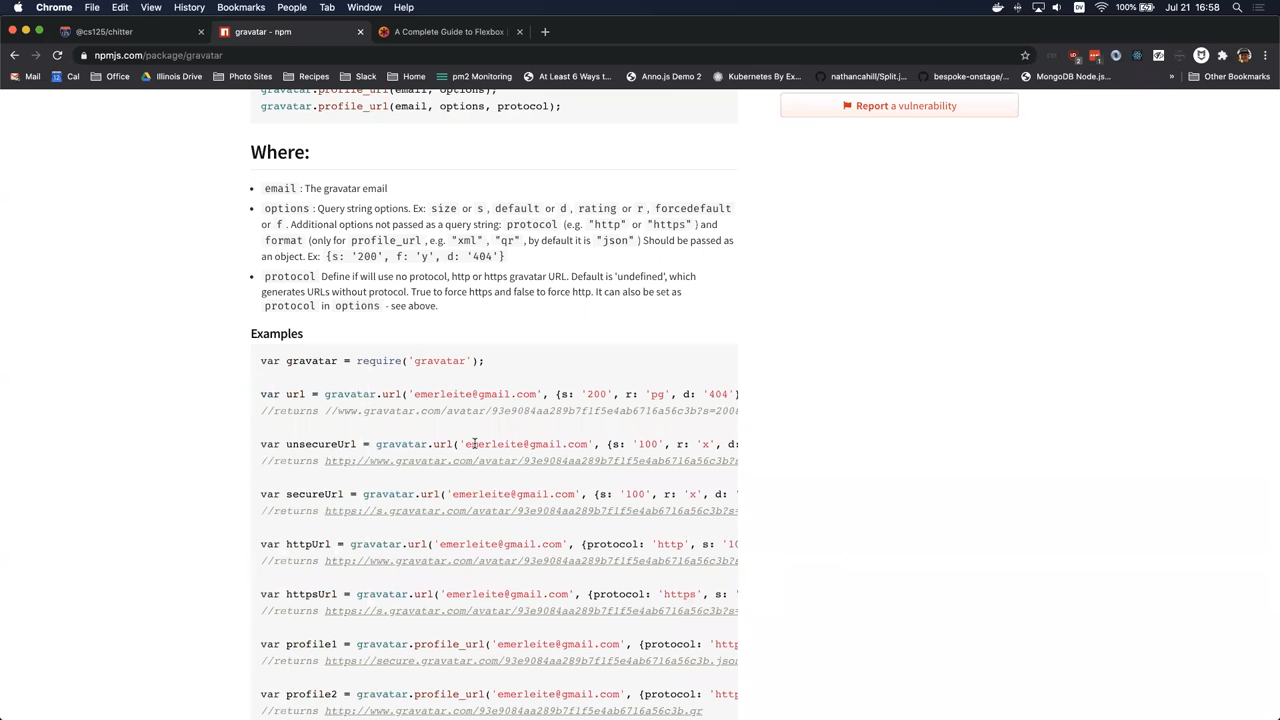 Chrome File Edit View History Bookmarks People Tab Window Help 100% Jul 21 16:58
@cs125/chitter gravatar - npm A Complete Guide to Flexbox
npmjs.com/package/gravatar
Mail Cal Office Illinois Drive Photo Sites Recipes Slack Home pm2 Monitoring At Least 6 Ways t... Anno.js Demo 2 Kubernetes By Ex... nathancahill/Split.j... bespoke-onstage/... MongoDB Node.js... » Other Bookmarks
gravatar.profile_url(email, options);
gravatar.profile_url(email, options, protocol);
Report a vulnerability
Where:
• email : The gravatar email
• options : Query string options. Ex: size or s , default or d , rating or r , forcedefault
or f . Additional options not passed as a query string: protocol (e.g. "http" or "https" ) and
format (only for profile_url , e.g. "xml" , "qr" , by default it is "json" ) Should be passed as
an object. Ex: {s: '200', f: 'y', d: '404'}
• protocol Define if will use no protocol, http or https gravatar URL. Default is 'undefined', which
generates URLs without protocol. True to force https and false to force http. It can also be set as
protocol in options - see above.
Examples
var gravatar = require('gravatar');
var url = gravatar.url('emerleite@gmail.com', {s: '200', r: 'pg', d: '404'}
//returns //www.gravatar.com/avatar/93e9084aa289b7f1f5e4ab6716a56c3b?s=200&
var unsecureUrl = gravatar.url('emerleite@gmail.com', {s: '100', r: 'x', d:
//returns http://www.gravatar.com/avatar/93e9084aa289b7f1f5e4ab6716a56c3b?s
var secureUrl = gravatar.url('emerleite@gmail.com', {s: '100', r: 'x', d: '
//returns https://s.gravatar.com/avatar/93e9084aa289b7f1f5e4ab6716a56c3b?s=
var httpUrl = gravatar.url('emerleite@gmail.com', {protocol: 'http', s: '10
//returns http://www.gravatar.com/avatar/93e9084aa289b7f1f5e4ab6716a56c3b?s
var httpsUrl = gravatar.url('emerleite@gmail.com', {protocol: 'https', s: '
//returns https://s.gravatar.com/avatar/93e9084aa289b7f1f5e4ab6716a56c3b?s=
var profile1 = gravatar.profile_url('emerleite@gmail.com', {protocol: 'http
//returns https://secure.gravatar.com/93e9084aa289b7f1f5e4ab6716a56c3b.json
var profile2 = gravatar.profile_url('emerleite@gmail.com', {protocol: 'http
//returns http://www.gravatar.com/93e9084aa289b7f1f5e4ab6716a56c3b.qr